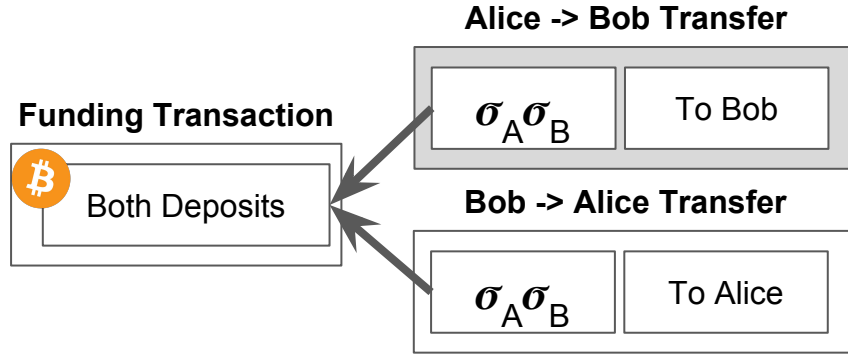 Alice -> Bob Transfer
σAσB To Bob
Funding Transaction
₿ Both Deposits
Bob -> Alice Transfer
σAσB To Alice